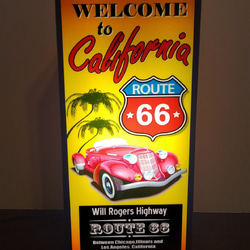 WELCOME
to
California
ROUTE
66
Will Rogers Highway
ROUTE 66
Between Chicago,Illinois and
Los Angeles, California